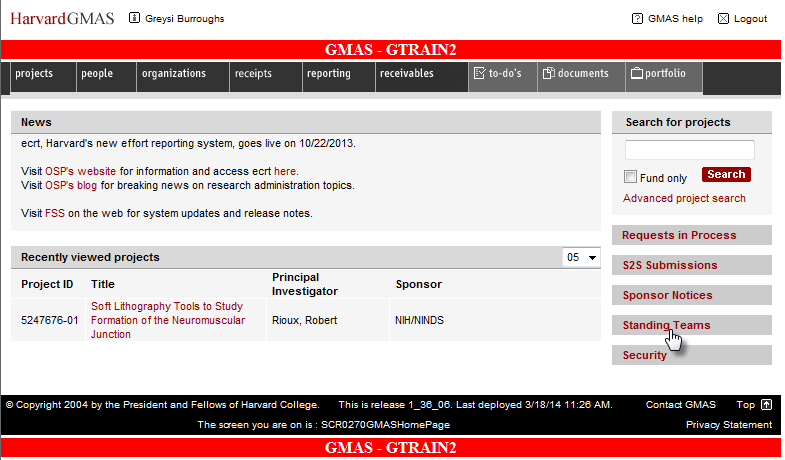 HarvardGMAS Greysi Burroughs GMAS help Logout
GMAS - GTRAIN2
projects people organizations receipts reporting receivables to-do's documents portfolio
News
ecrt, Harvard's new effort reporting system, goes live on 10/22/2013.
Visit OSP's website for information and access ecrt here.
Visit OSP's blog for breaking news on research administration topics.
Visit FSS on the web for system updates and release notes.
Search for projects
Fund only Search
Advanced project search
Requests in Process
S2S Submissions
Sponsor Notices
Standing Teams
Security
Recently viewed projects 05
Project ID Title Principal Investigator Sponsor
5247676-01 Soft Lithography Tools to Study Rioux, Robert NIH/NINDS
Formation of the Neuromuscular
Junction
© Copyright 2004 by the President and Fellows of Harvard College. This is release 1_36_06. Last deployed 3/18/14 11:26 AM. Contact GMAS Top
The screen you are on is : SCR0270GMASHomePage Privacy Statement
GMAS - GTRAIN2